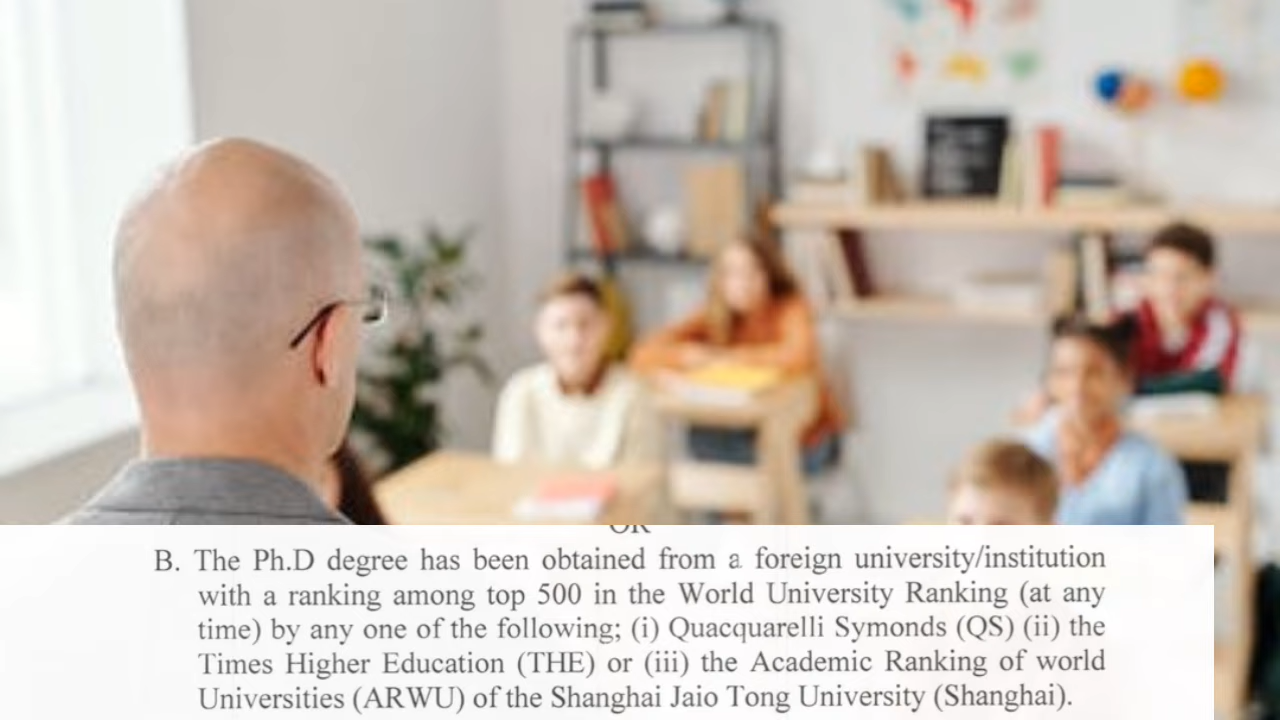 OR
B. The Ph.D degree has been obtained from a foreign university/institution
with a ranking among top 500 in the World University Ranking (at any
time) by any one of the following; (i) Quacquarelli Symonds (QS) (ii) the
Times Higher Education (THE) or (iii) the Academic Ranking of world
Universities (ARWU) of the Shanghai Jaio Tong University (Shanghai).